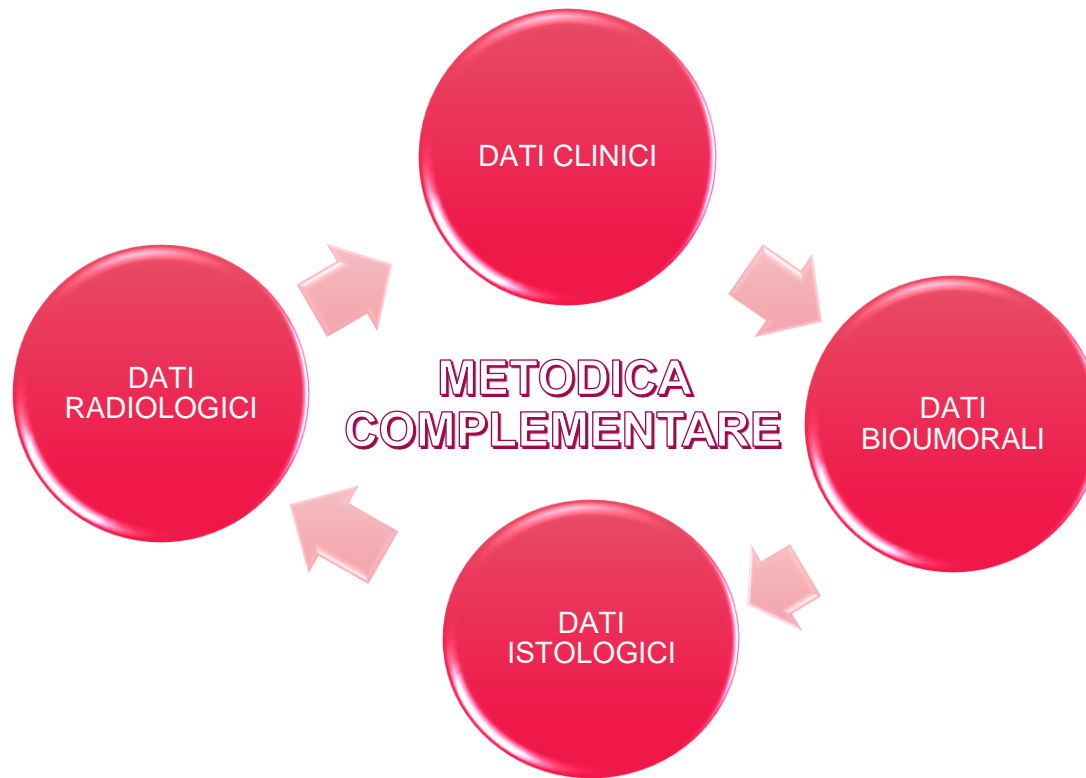 DATI CLINICI
DATI
RADIOLOGICI
METODICA
COMPLEMENTARE
DATI
BIOUMORALI
DATI
ISTOLOGICI